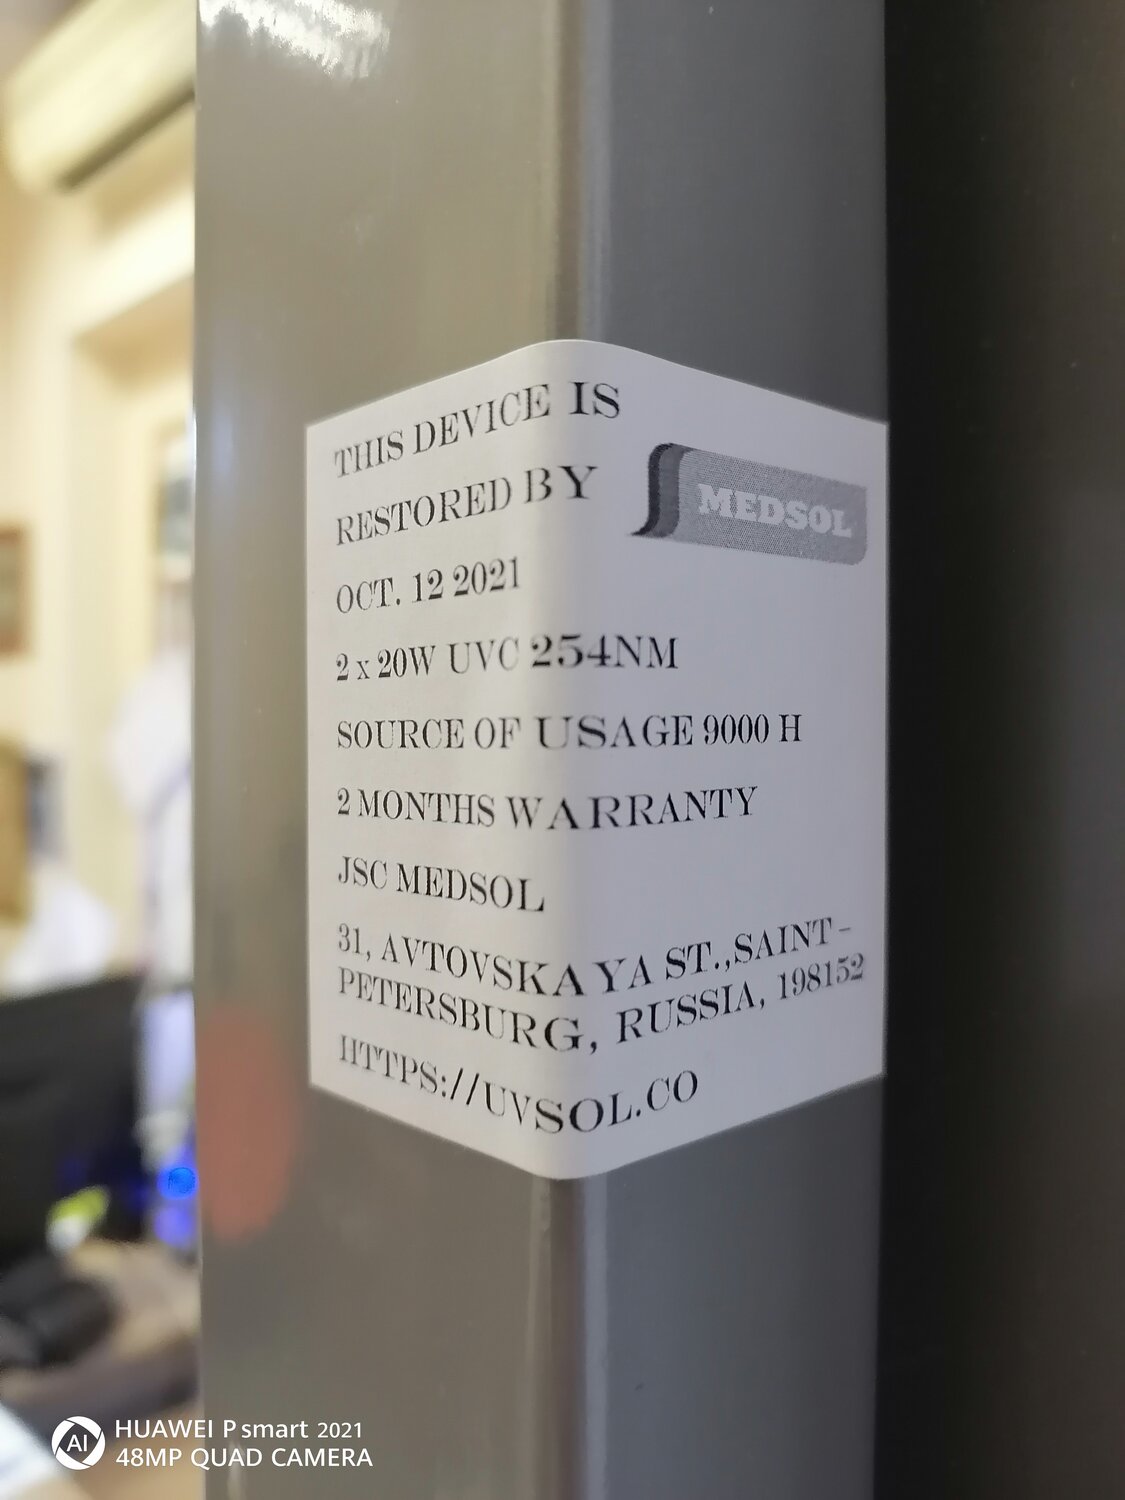 THIS DEVICE IS
RESTORED BY
MEDSOL
OCT. 12 2021
2 x 20W UVC 254NM
SOURCE OF USAGE 9000 H
2 MONTHS WARRANTY
JSC MEDSOL
31, AVTOVSKAYA ST.,SAINT-
PETERSBURG, RUSSIA, 198152
HTTPS://UVSOL.CO
AI
HUAWEI P smart 2021
48MP QUAD CAMERA